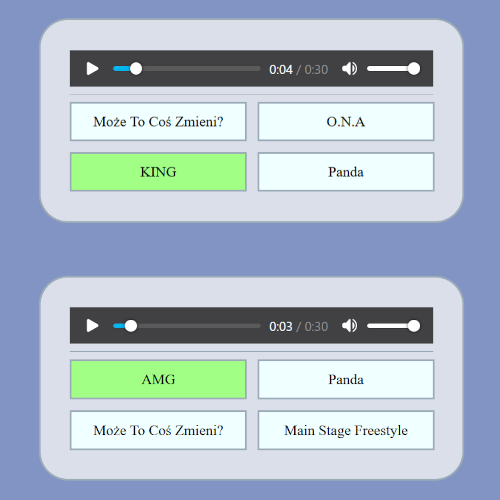 0:04 / 0:30
Może To Coś Zmieni?
O.N.A
KING
Panda
0:03 / 0:30
AMG
Panda
Może To Coś Zmieni?
Main Stage Freestyle